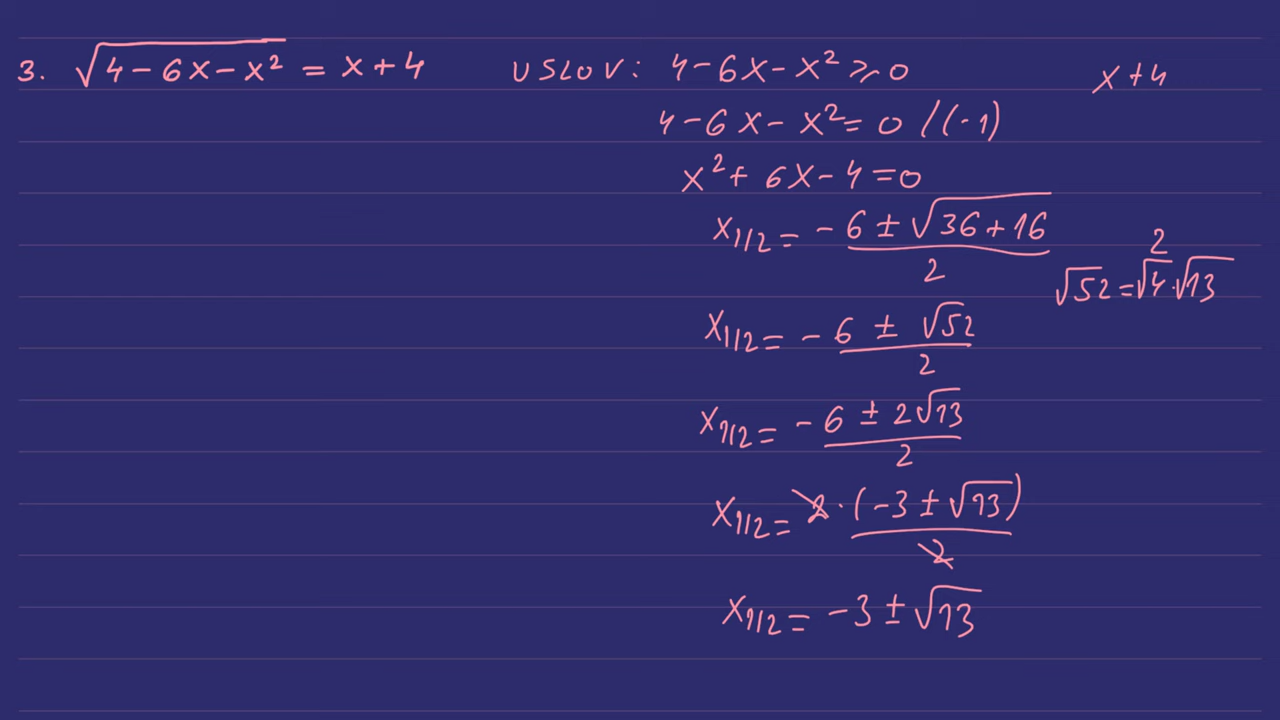 3. √(4-6x-x²) = x+4 USLOV: 4-6x-x² ≥ 0 x+4
4-6x-x² = 0 /(-1)
x²+6x-4=0
x1/2 = (-6 ± √(36+16))/2
√52 = √4·√13 2
x1/2 = (-6 ± √52)/2
x1/2 = (-6 ± 2√13)/2
x1/2 = 2·(-3 ± √13)/2
x1/2 = -3 ± √13